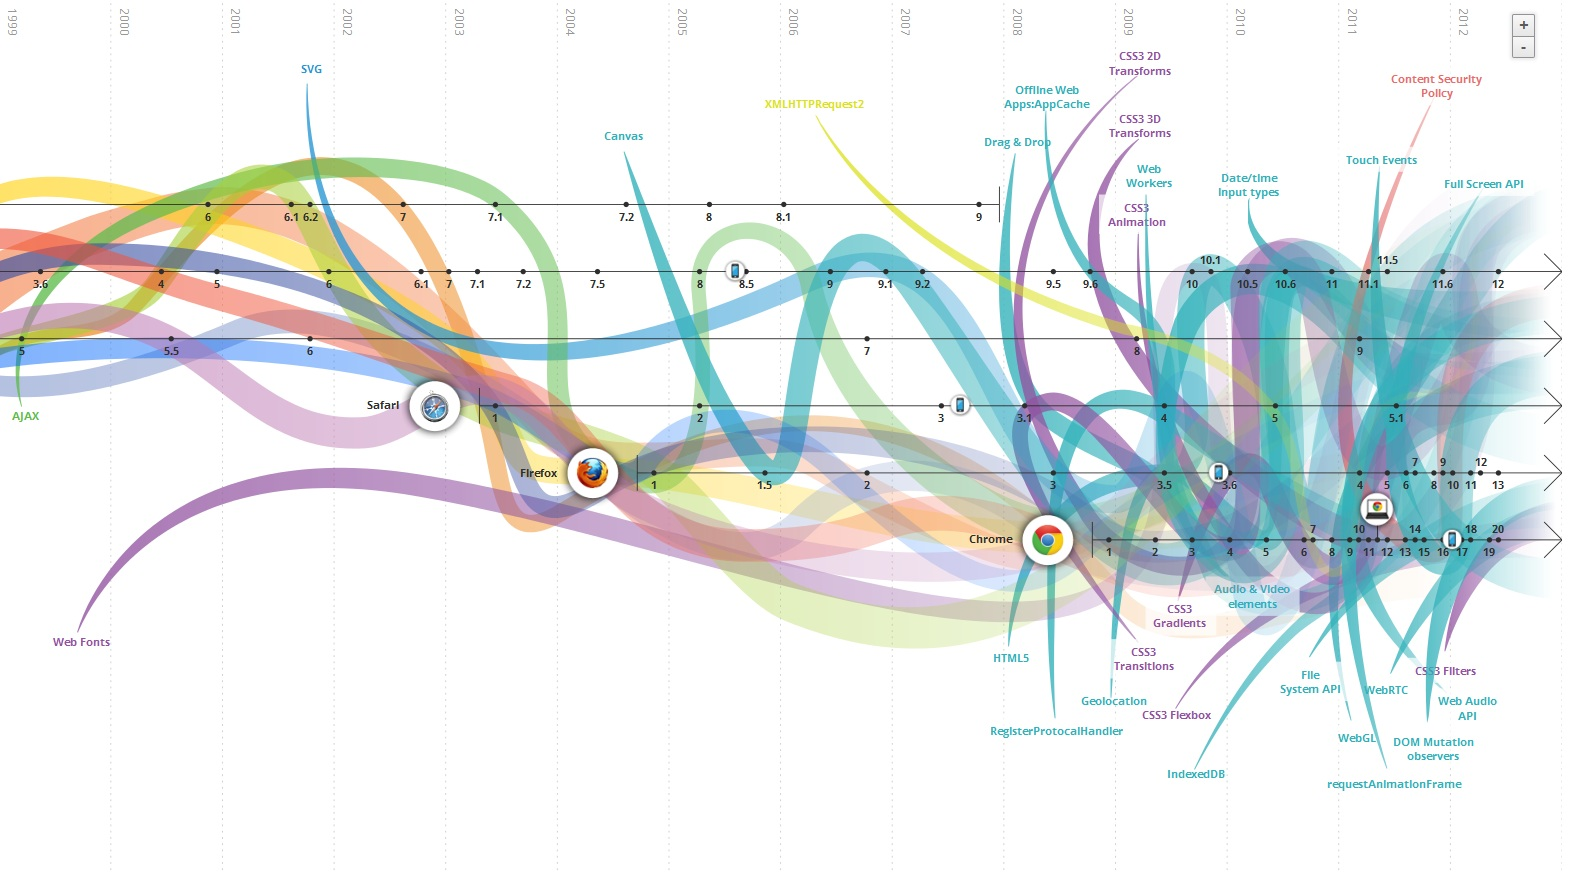 1999 2000 2001 2002 2003 2004 2005 2006 2007 2008 2009 2010 2011 2012
+
-
SVG
Canvas
XMLHTTPRequest2
Offline Web
Apps:AppCache
Drag & Drop
CSS3 2D
Transforms
CSS3 3D
Transforms
Web
Workers
CSS3
Animation
Date/time
Input types
Content Security
Policy
Touch Events
Full Screen API
6 6.1 6.2 7 7.1 7.2 8 8.1 9
10.1 11.5
3.6 4 5 6 6.1 7 7.1 7.2 7.5 8 8.5 9 9.1 9.2 9.5 9.6 10 10.5 10.6 11 11.1 11.6 12
5 5.5 6 7 8 9
AJAX
Safari
1 2 3 3.1 4 5 5.1
Firefox
7 9 12
1 1.5 2 3 3.5 3.6 4 5 6 8 10 11 13
Chrome
7 10 14 18 20
1 2 3 4 5 6 8 9 11 12 13 15 16 17 19
Web Fonts
HTML5
RegisterProtocalHandler
Geolocation
CSS3
Transitions
CSS3
Gradients
Audio & Video
elements
CSS3 Flexbox
IndexedDB
File
System API
WebGL
requestAnimationFrame
WebRTC
CSS3 Filters
Web Audio
API
DOM Mutation
observers